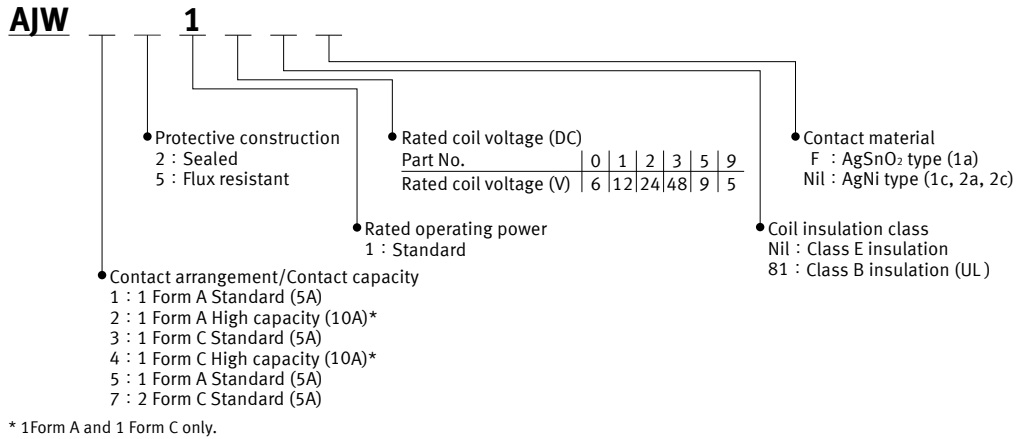 AJW 1
Protective construction
2 : Sealed
5 : Flux resistant
Rated coil voltage (DC)
Part No. 0 1 2 3 5 9
Rated coil voltage (V) 6 12 24 48 9 5
Contact material
F : AgSnO₂ type (1a)
Nil : AgNi type (1c, 2a, 2c)
Rated operating power
1 : Standard
Coil insulation class
Nil : Class E insulation
81 : Class B insulation (UL)
Contact arrangement/Contact capacity
1 : 1 Form A Standard (5A)
2 : 1 Form A High capacity (10A)*
3 : 1 Form C Standard (5A)
4 : 1 Form C High capacity (10A)*
5 : 1 Form A Standard (5A)
7 : 2 Form C Standard (5A)
* 1Form A and 1 Form C only.